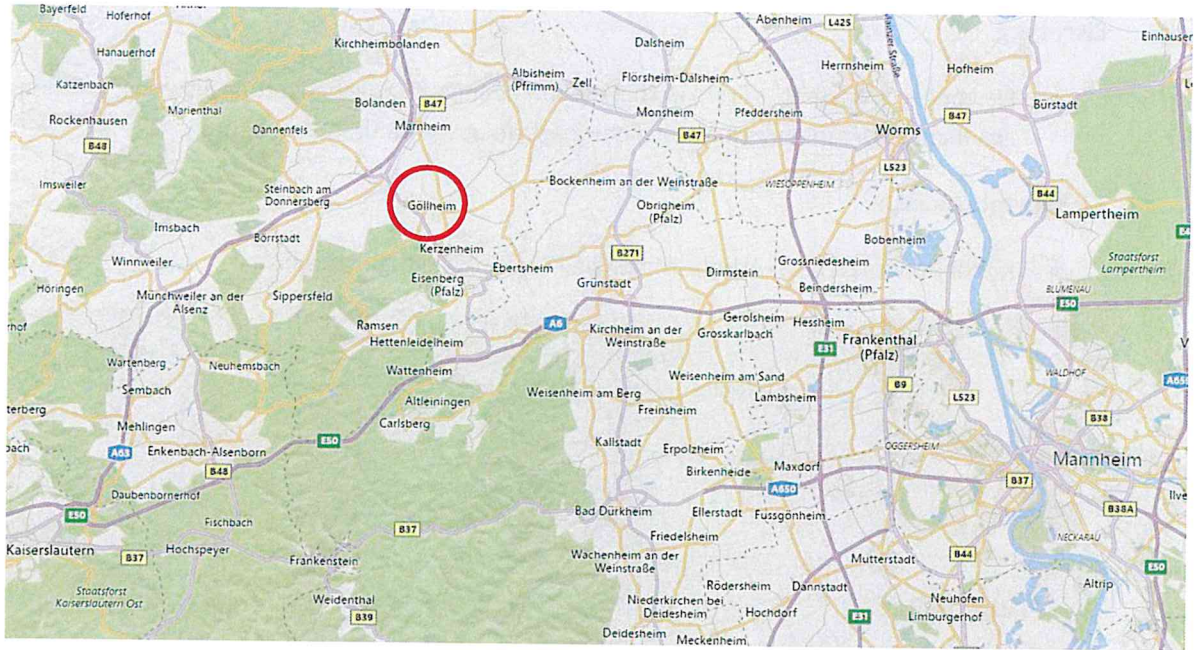 Bayerfeld
Hoferhof
Steckweiler
Hanauerhof
Katzenbach
Rockenhausen
Marienthal
B48
Kirchheimbolanden
Bolanden
B47
Marnheim
Dannenfels
Albisheim
(Pfrimm)
Zell
Dalsheim
Flörsheim-Dalsheim
Monsheim
B47
Abenheim
L425
Mainzer Straße
Herrnsheim
Pfeddersheim
Worms
L523
Hofheim
B47
Bürstadt
Einhausen
Imsweiler
Steinbach am
Donnersberg
Göllheim
Bockenheim an der Weinstraße
WIESOPPENHEIM
Obrigheim
(Pfalz)
B44
Lampertheim
Imsbach
Börrstadt
Winnweiler
Kerzenheim
Ebertsheim
B271
Bobenheim
Grossniedesheim
Staatsforst
Lampertheim
Höringen
Münchweiler an der
Alsenz
Sippersfeld
Eisenberg
(Pfalz)
Grünstadt
Dirmstein
Beindersheim
BLUMENAU
E50
Ramsen
Hettenleidelheim
A6
Kirchheim an der
Weinstraße
Gerolsheim
Grosskarlbach
Hessheim
E31
Frankenthal
(Pfalz)
Wartenberg
Neuhemsbach
Sembach
Wattenheim
Altleiningen
Carlsberg
Weisenheim am Berg
Weisenheim am Sand
Freinsheim
Lambsheim
B9
L523
WALDHOF
B38
Mehlingen
A63
Enkenbach-Alsenborn
E50
B48
Kallstadt
Erpolzheim
Birkenheide
Maxdorf
A650
OGGERSHEIM
Mannheim
B37
B38A
Daubenbornerhof
E50
Fischbach
B37
Bad Dürkheim
Ellerstadt
Fussgönheim
Friedelsheim
NECKARAU
Kaiserslautern
B37
Hochspeyer
Frankenstein
Wachenheim an der
Weinstraße
Mutterstadt
B44
E50
Altrip
Staatsforst
Kaiserslautern Ost
Weidenthal
B39
Rödersheim
Dannstadt
Niederkirchen bei
Deidesheim
Hochdorf
E31
Neuhofen
Limburgerhof
Deidesheim
Meckenheim